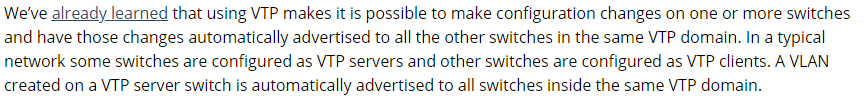 We've already learned that using VTP makes it is possible to make configuration changes on one or more switches
and have those changes automatically advertised to all the other switches in the same VTP domain. In a typical
network some switches are configured as VTP servers and other switches are configured as VTP clients. A VLAN
created on a VTP server switch is automatically advertised to all switches inside the same VTP domain.